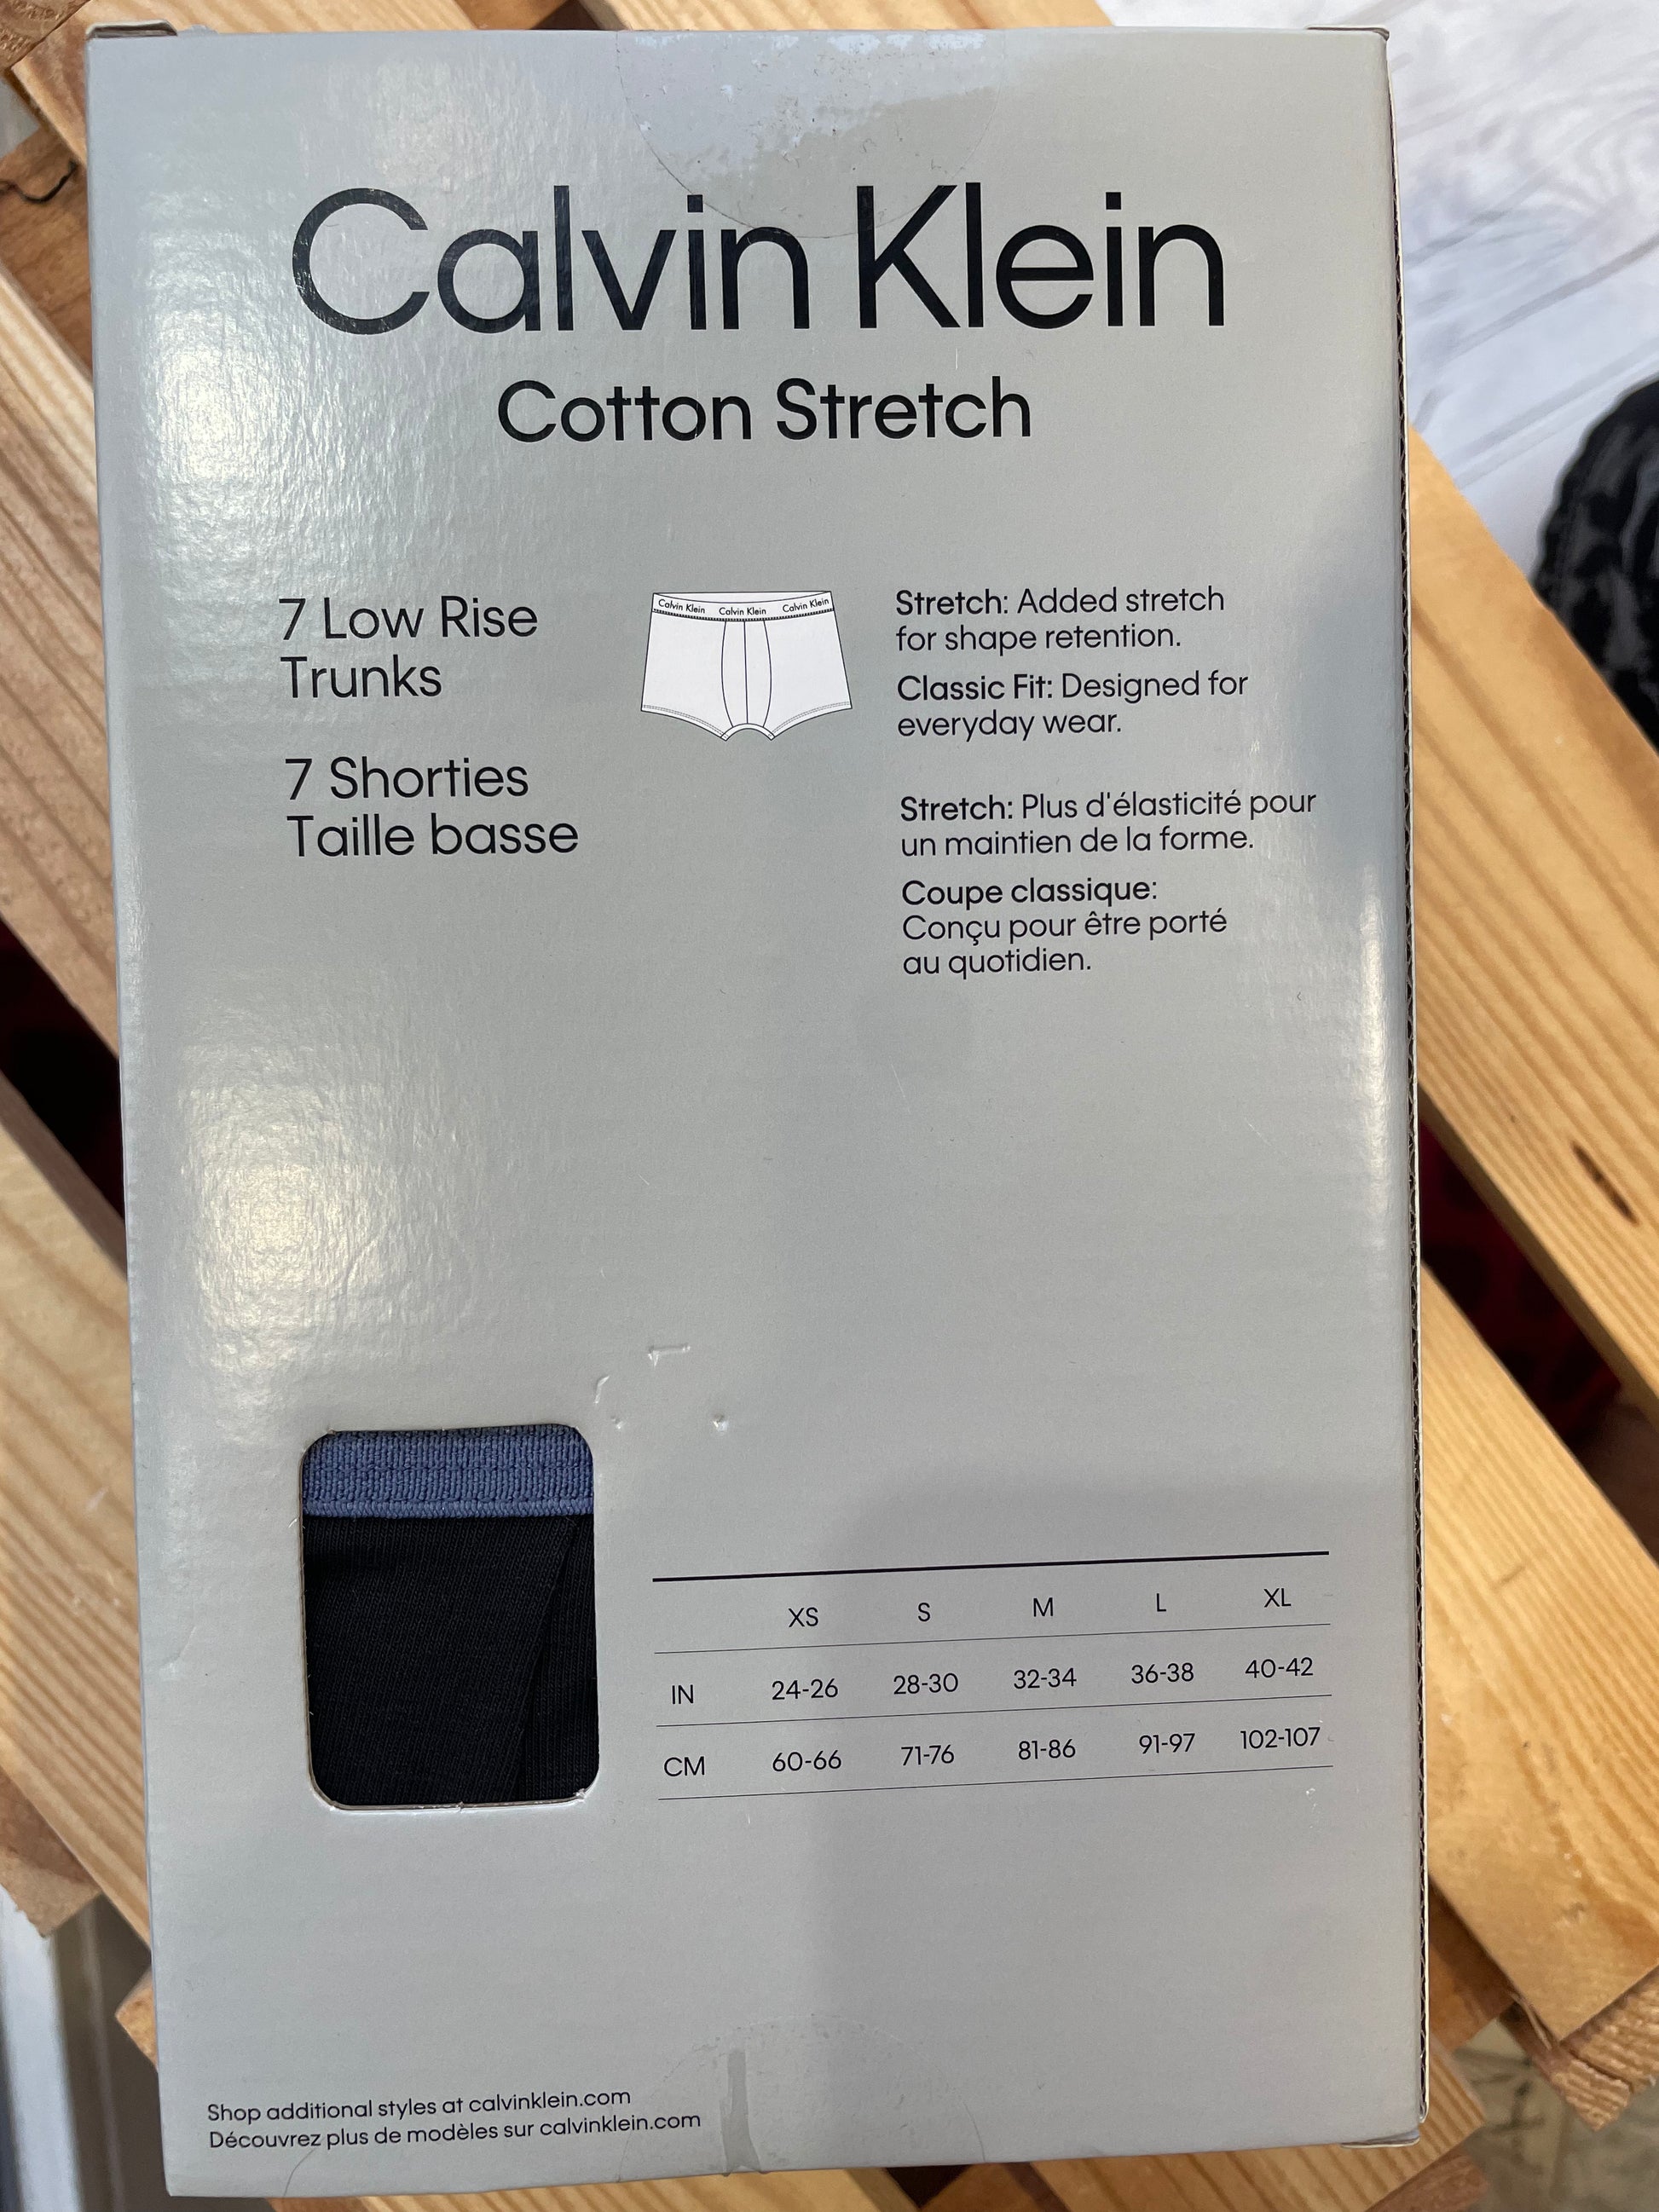 Calvin Klein
Cotton Stretch
7 Low Rise
Trunks
7 Shorties
Taille basse
Calvin Klein Calvin Klein Calvin Klein
Stretch: Added stretch
for shape retention.
Classic Fit: Designed for
everyday wear.
Stretch: Plus d'élasticité pour
un maintien de la forme.
Coupe classique:
Conçu pour être porté
au quotidien.
XS S M L XL
IN 24-26 28-30 32-34 36-38 40-42
CM 60-66 71-76 81-86 91-97 102-107
Shop additional styles at calvinklein.com
Découvrez plus de modèles sur calvinklein.com